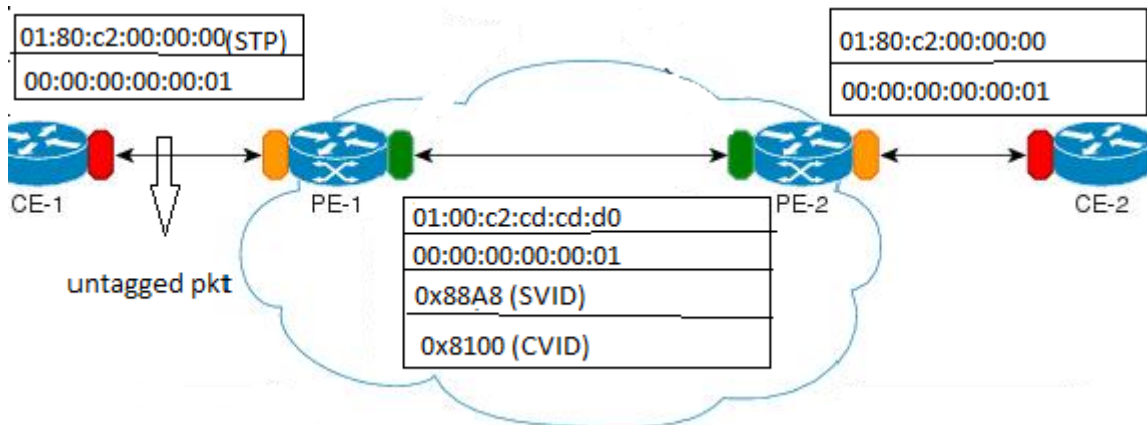 01:80:c2:00:00:00(STP)
00:00:00:00:00:01
01:80:c2:00:00:00
00:00:00:00:00:01
CE-1
PE-1
PE-2
CE-2
untagged pkt
01:00:c2:cd:cd:d0
00:00:00:00:00:01
0x88A8 (SVID)
0x8100 (CVID)